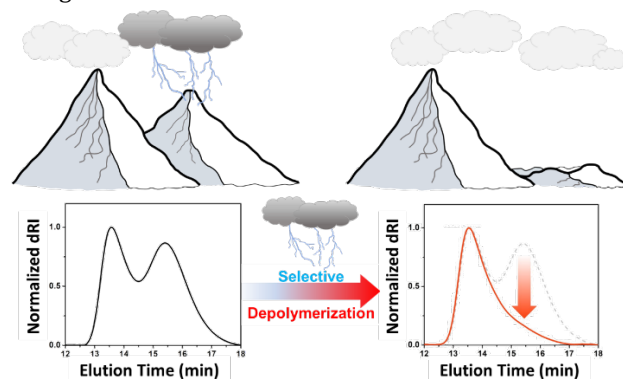 Normalized dRI
1.0
0.5
0.0
12 13 14 15 16 17 18
Elution Time (min)
Selective
Depolymerization
Normalized dRI
1.0
0.5
0.0
12 13 14 15 16 17 18
Elution Time (min)